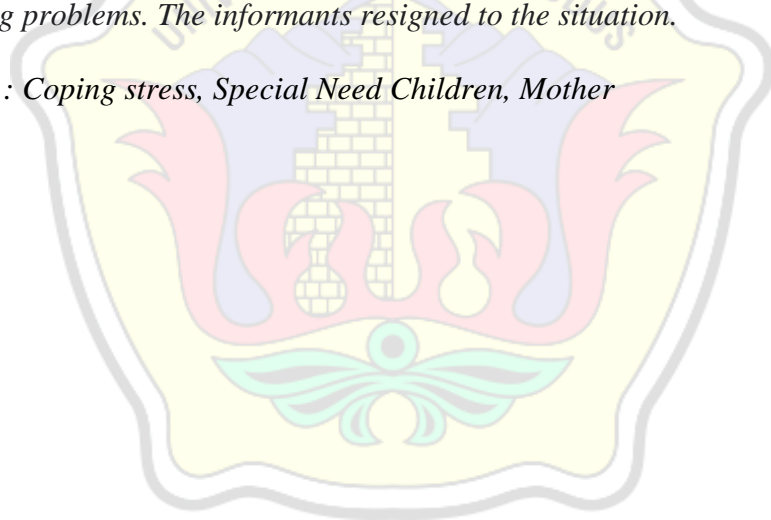 g problems. The informants resigned to the situation.
: Coping stress, Special Need Children, Mother